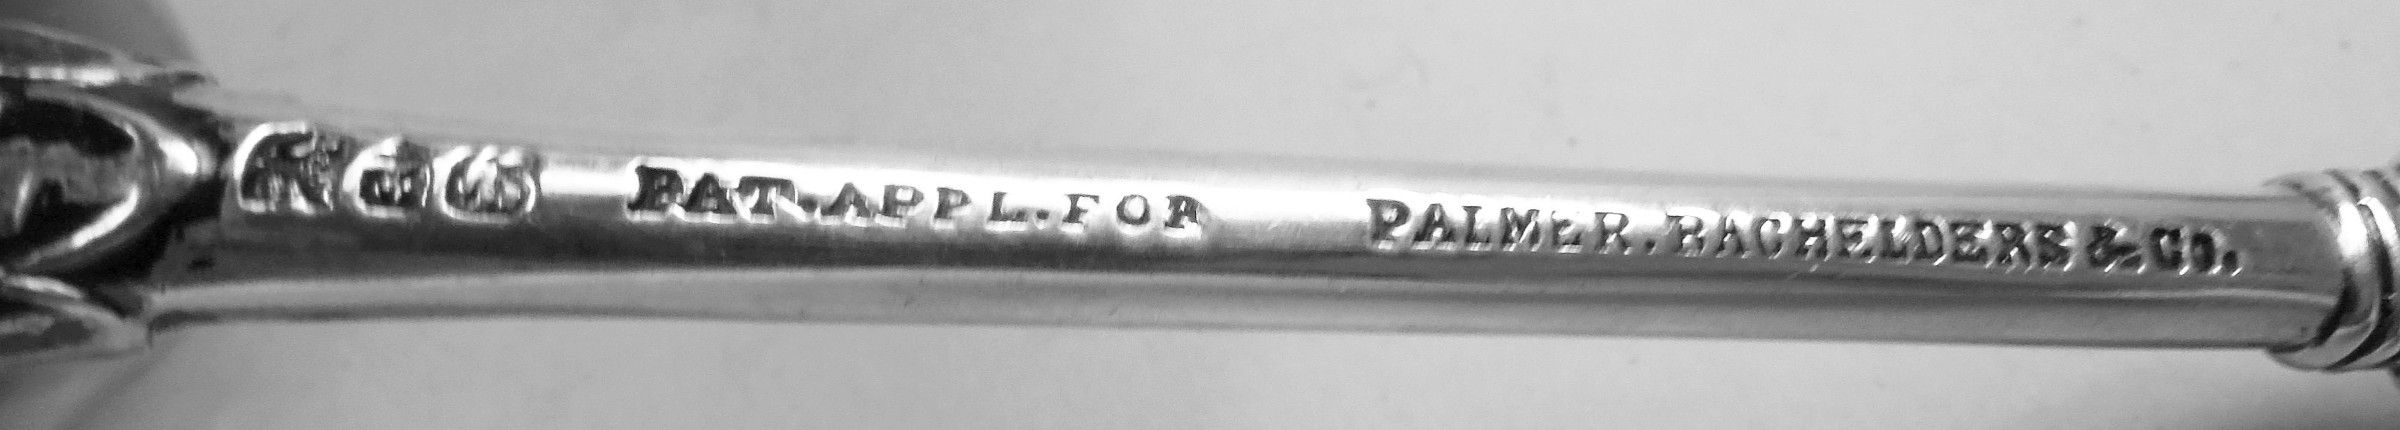 PAT. APPL. FOR PALMER. BACHELDERS & CO.